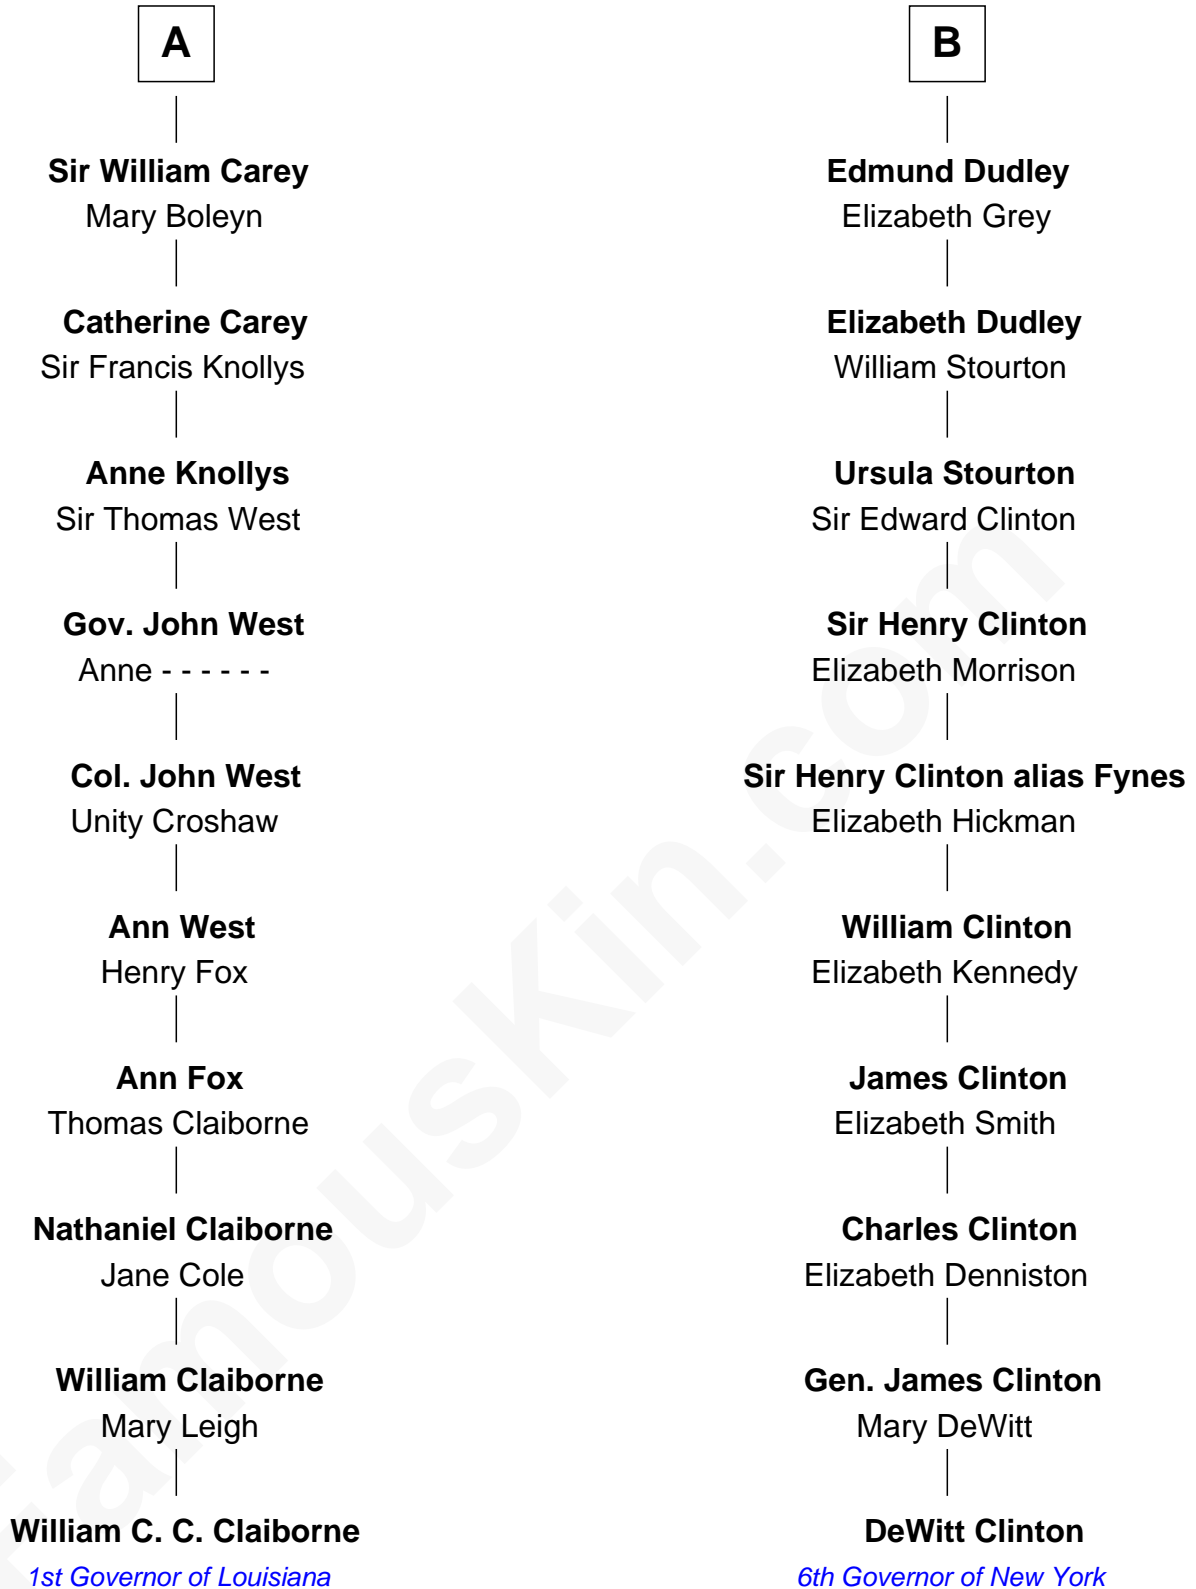 A
Sir William Carey
Mary Boleyn
Catherine Carey
Sir Francis Knollys
Anne Knollys
Sir Thomas West
Gov. John West
Anne - - - - - -
Col. John West
Unity Croshaw
Ann West
Henry Fox
Ann Fox
Thomas Claiborne
Nathaniel Claiborne
Jane Cole
William Claiborne
Mary Leigh
William C. C. Claiborne
1st Governor of Louisiana
B
Edmund Dudley
Elizabeth Grey
Elizabeth Dudley
William Stourton
Ursula Stourton
Sir Edward Clinton
Sir Henry Clinton
Elizabeth Morrison
Sir Henry Clinton alias Fynes
Elizabeth Hickman
William Clinton
Elizabeth Kennedy
James Clinton
Elizabeth Smith
Charles Clinton
Elizabeth Denniston
Gen. James Clinton
Mary DeWitt
DeWitt Clinton
6th Governor of New York
famouskin.com